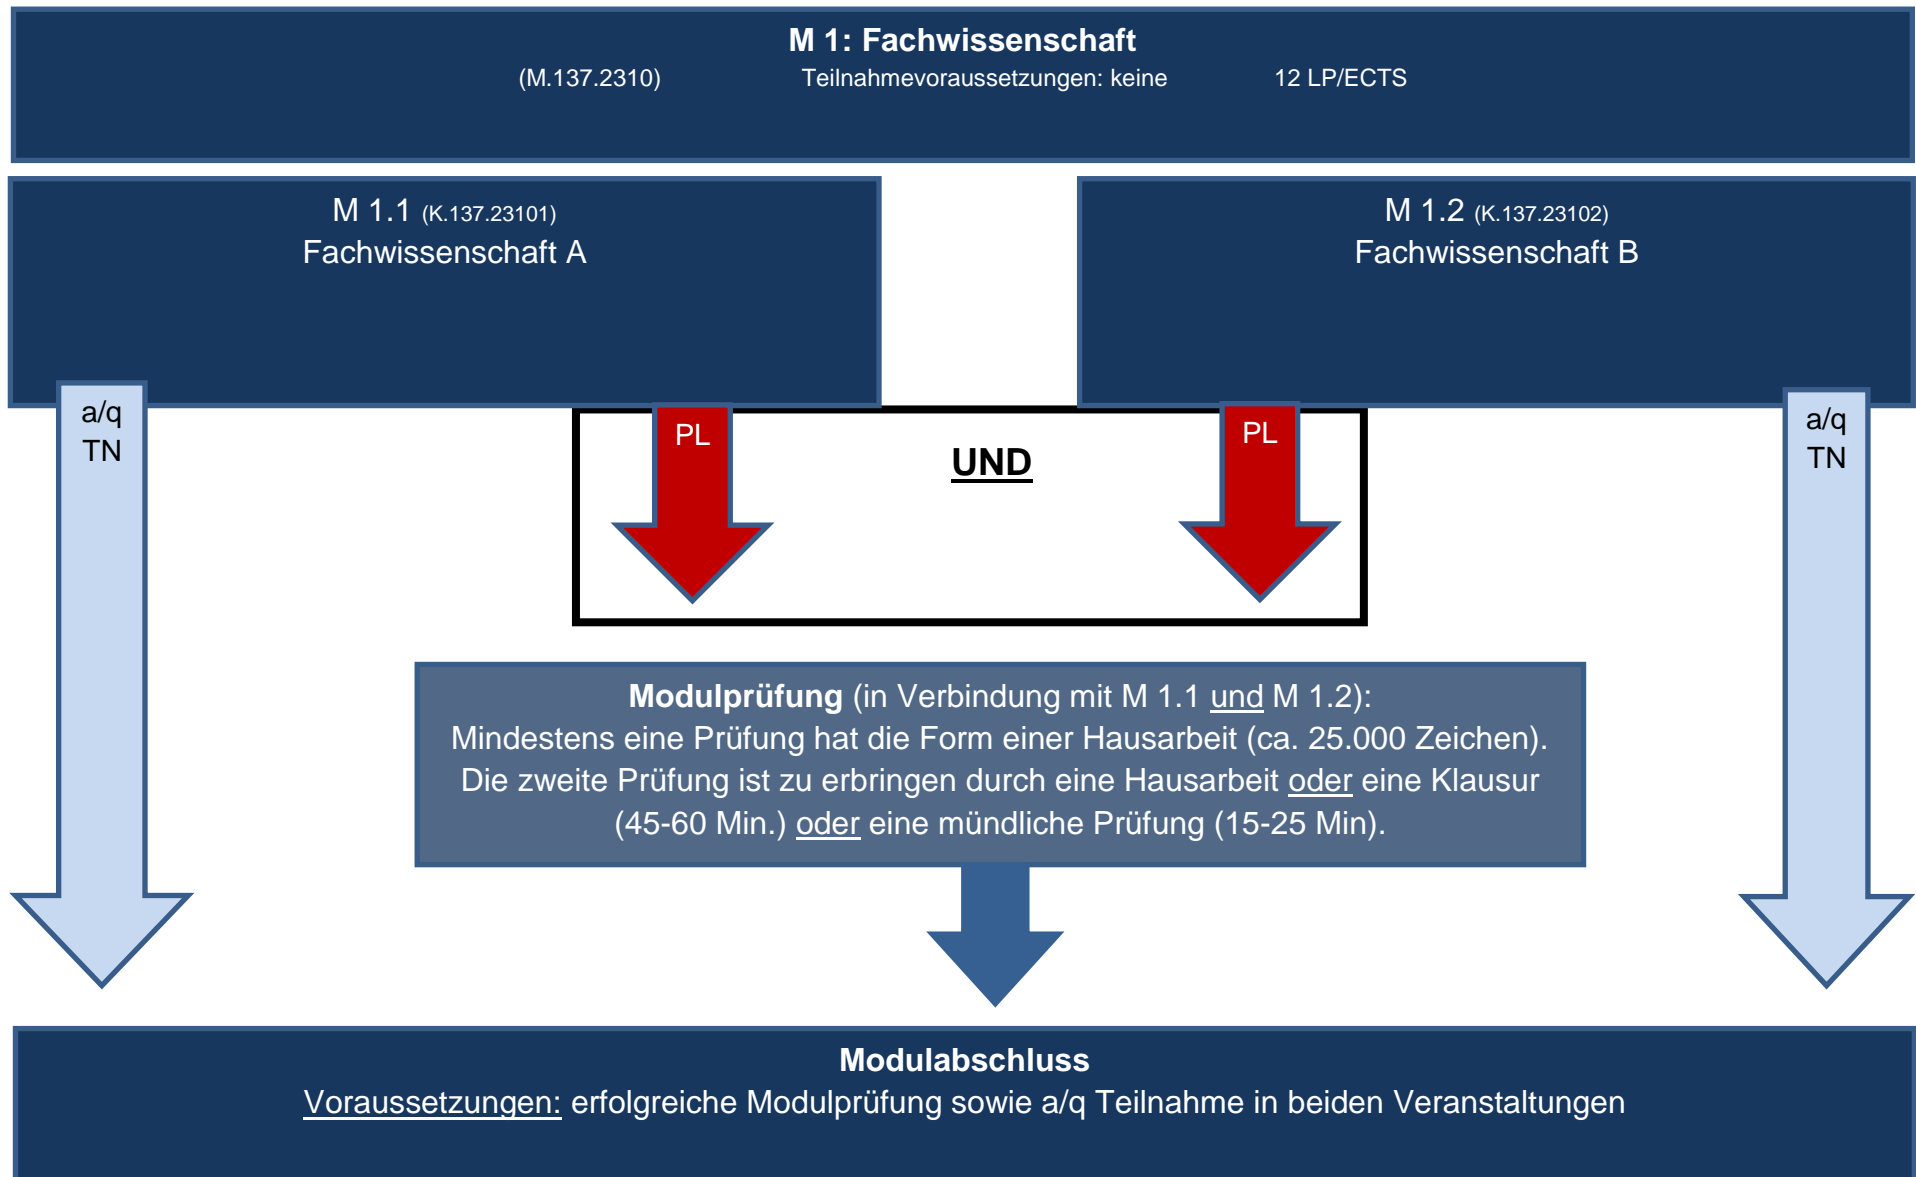 M 1: Fachwissenschaft
(M.137.2310) Teilnahmevoraussetzungen: keine 12 LP/ECTS
M 1.1 (K.137.23101)
Fachwissenschaft A
M 1.2 (K.137.23102)
Fachwissenschaft B
a/q
TN
PL
UND
PL
a/q
TN
Modulprüfung (in Verbindung mit M 1.1 und M 1.2):
Mindestens eine Prüfung hat die Form einer Hausarbeit (ca. 25.000 Zeichen).
Die zweite Prüfung ist zu erbringen durch eine Hausarbeit oder eine Klausur
(45-60 Min.) oder eine mündliche Prüfung (15-25 Min).
Modulabschluss
Voraussetzungen: erfolgreiche Modulprüfung sowie a/q Teilnahme in beiden Veranstaltungen